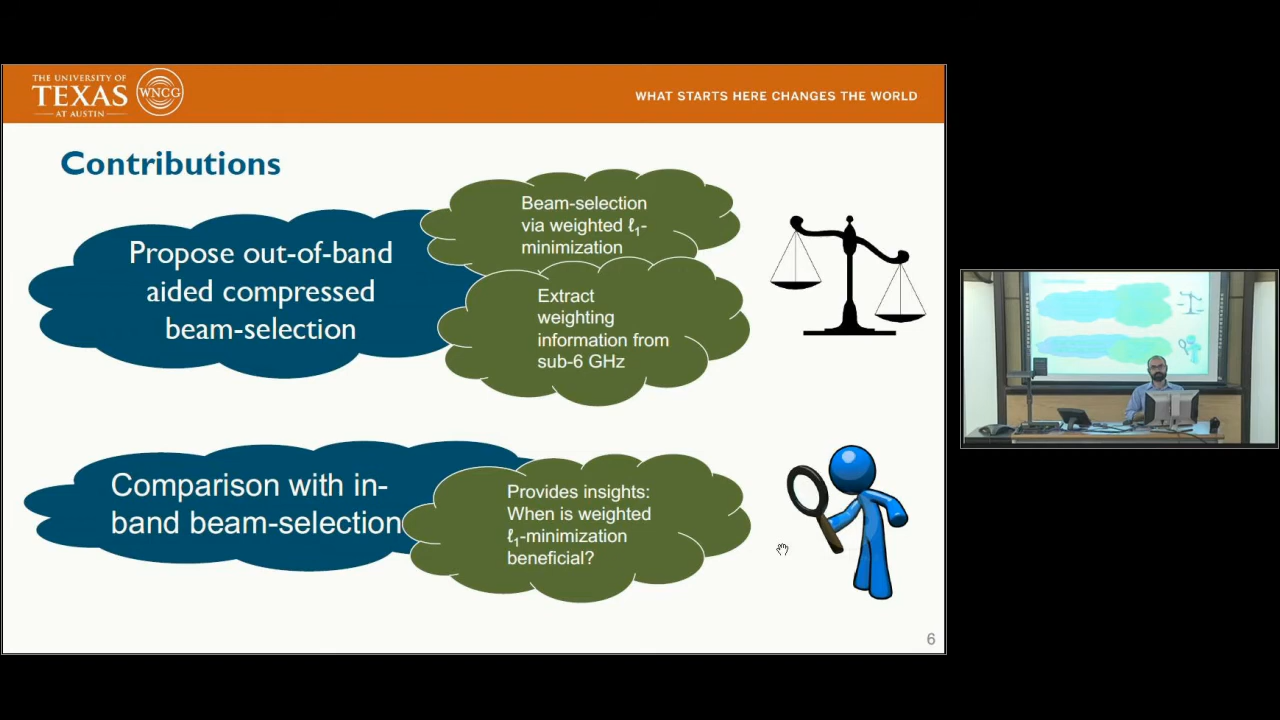 THE UNIVERSITY OF
TEXAS
AT AUSTIN
WNCG
WHAT STARTS HERE CHANGES THE WORLD
Contributions
Propose out-of-band
aided compressed
beam-selection
Beam-selection
via weighted ℓ1-
minimization
Extract
weighting
information from
sub-6 GHz
Comparison with in-
band beam-selection
Provides insights:
When is weighted
ℓ1-minimization
beneficial?
6